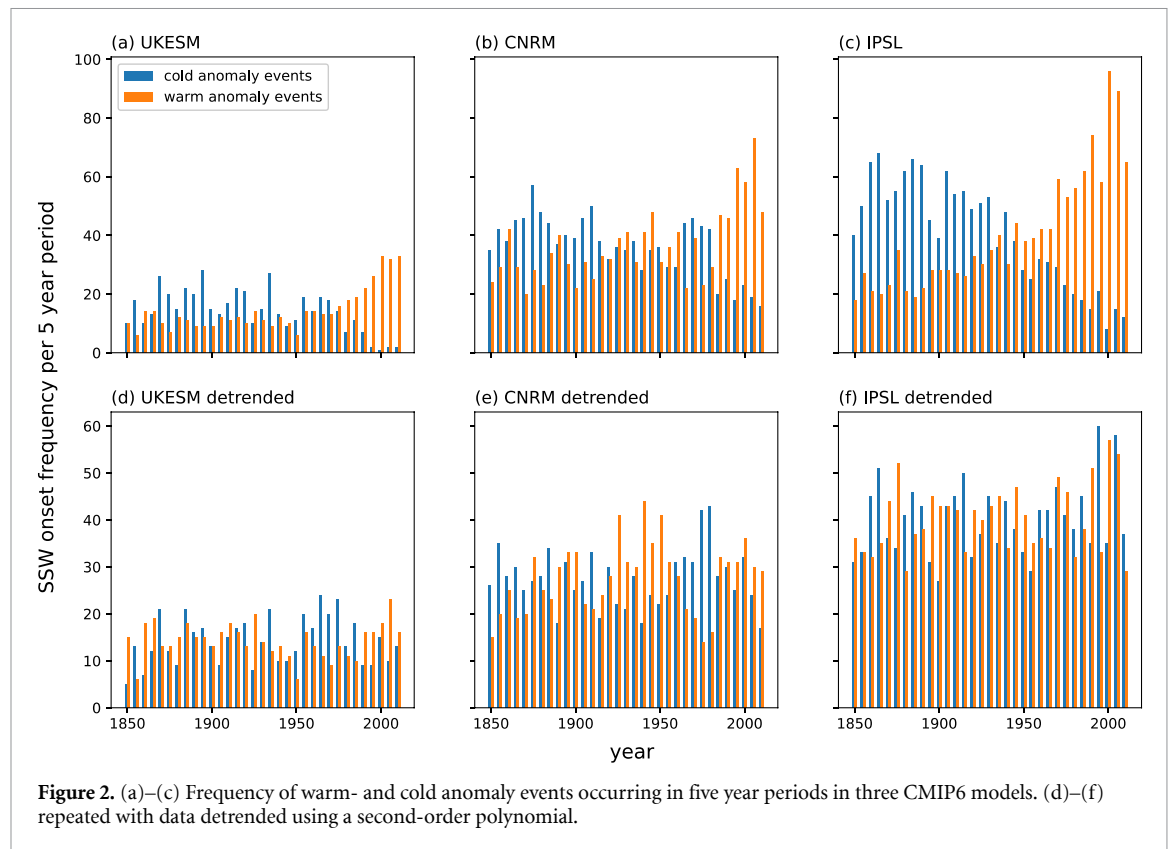 (a) UKESM
(b) CNRM
(c) IPSL
cold anomaly events
warm anomaly events
100
80
60
40
20
0
SSW onset frequency per 5 year period
(d) UKESM detrended
(e) CNRM detrended
(f) IPSL detrended
60
50
40
30
20
10
0
1850 1900 1950 2000
1850 1900 1950 2000
1850 1900 1950 2000
year
Figure 2. (a)–(c) Frequency of warm- and cold anomaly events occurring in five year periods in three CMIP6 models. (d)–(f)
repeated with data detrended using a second-order polynomial.